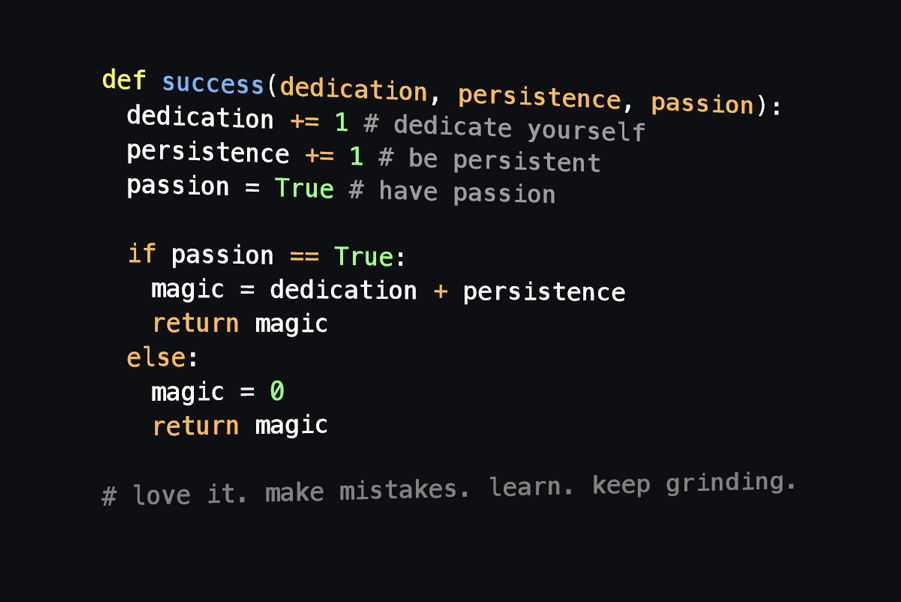 def success(dedication, persistence, passion):
dedication += 1 # dedicate yourself
persistence += 1 # be persistent
passion = True # have passion
if passion == True:
magic = dedication + persistence
return magic
else:
magic = 0
return magic
# love it. make mistakes. learn. keep grinding.